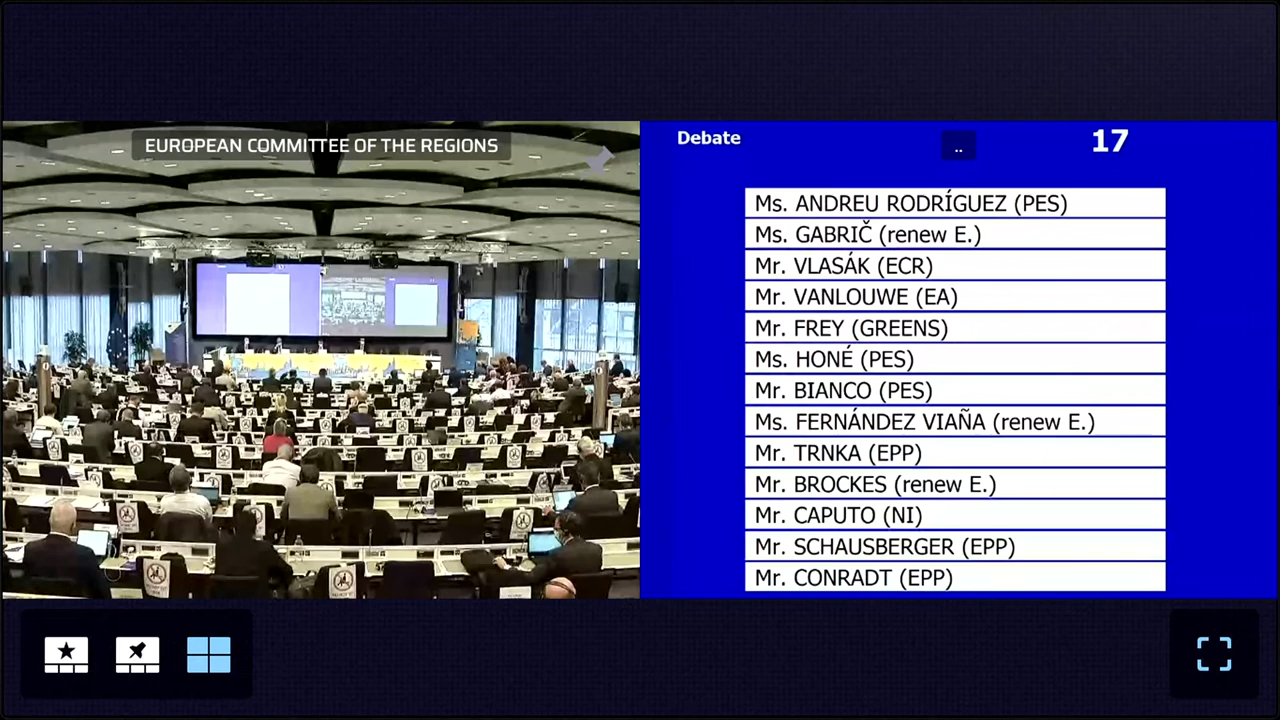 EUROPEAN COMMITTEE OF THE REGIONS
Debate
..
17
Ms. ANDREU RODRÍGUEZ (PES)
Ms. GABRIČ (renew E.)
Mr. VLASÁK (ECR)
Mr. VANLOUWE (EA)
Mr. FREY (GREENS)
Ms. HONÉ (PES)
Mr. BIANCO (PES)
Ms. FERNÁNDEZ VIAÑA (renew E.)
Mr. TRNKA (EPP)
Mr. BROCKES (renew E.)
Mr. CAPUTO (NI)
Mr. SCHAUSBERGER (EPP)
Mr. CONRADT (EPP)